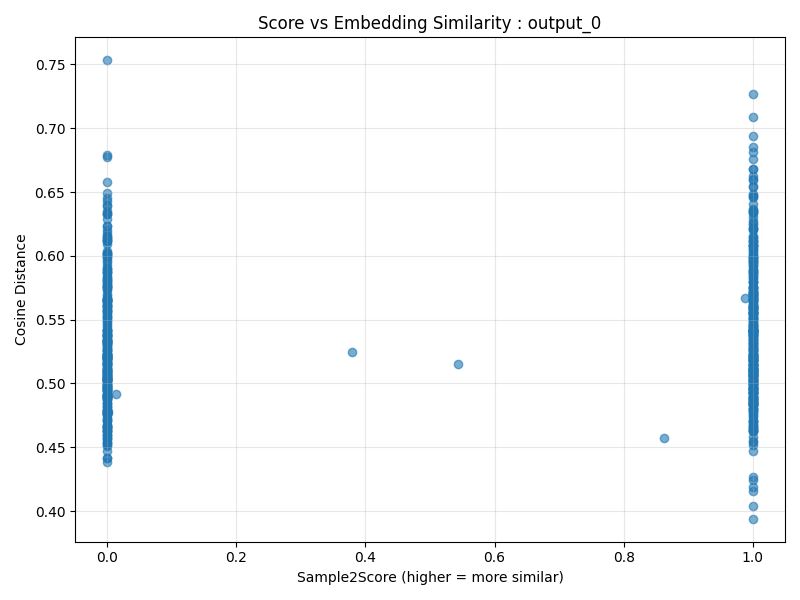 Score vs Embedding Similarity : output_0
Cosine Distance
0.75
0.70
0.65
0.60
0.55
0.50
0.45
0.40
0.0 0.2 0.4 0.6 0.8 1.0
Sample2Score (higher = more similar)